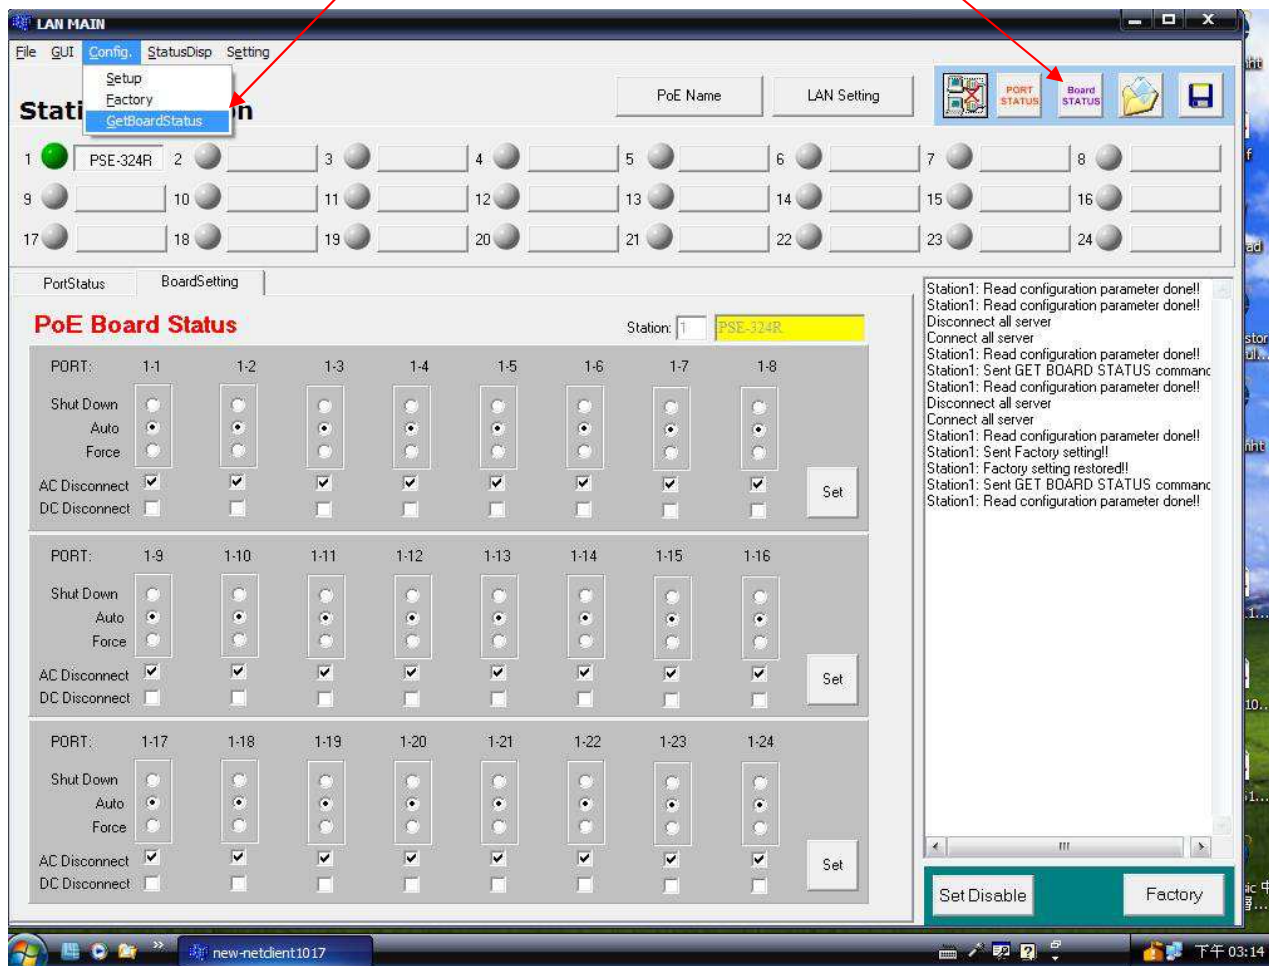 LAN MAIN
File GUI Config. StatusDisp Setting
Setup
Factory
GetBoardStatus
Stati n
PoE Name
LAN Setting
PORT STATUS
Board STATUS
1 PSE-324R 2 3 4 5 6 7 8
9 10 11 12 13 14 15 16
17 18 19 20 21 22 23 24
PortStatus BoardSetting
PoE Board Status
Station: 1 PSE-324R
PORT: 1-1 1-2 1-3 1-4 1-5 1-6 1-7 1-8
Shut Down
Auto
Force
AC Disconnect
DC Disconnect
Set
PORT: 1-9 1-10 1-11 1-12 1-13 1-14 1-15 1-16
Shut Down
Auto
Force
AC Disconnect
DC Disconnect
Set
PORT: 1-17 1-18 1-19 1-20 1-21 1-22 1-23 1-24
Shut Down
Auto
Force
AC Disconnect
DC Disconnect
Set
Station1: Read configuration parameter done!!
Station1: Read configuration parameter done!!
Disconnect all server
Connect all server
Station1: Read configuration parameter done!!
Station1: Sent GET BOARD STATUS command
Station1: Read configuration parameter done!!
Disconnect all server
Connect all server
Station1: Read configuration parameter done!!
Station1: Sent Factory setting!!
Station1: Factory setting restored!!
Station1: Sent GET BOARD STATUS command
Station1: Read configuration parameter done!!
Set Disable
Factory
new-netclient1017
下午 03:14